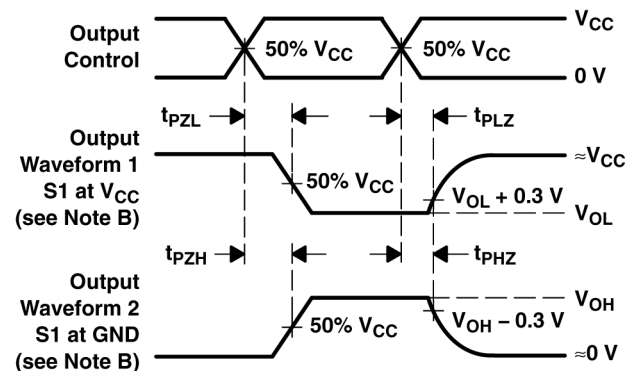 Output
Control
50% VCC
50% VCC
VCC
0 V
tPZL
tPLZ
Output
Waveform 1
S1 at VCC
(see Note B)
50% VCC
≈VCC
VOL + 0.3 V
VOL
tPZH
tPHZ
Output
Waveform 2
S1 at GND
(see Note B)
50% VCC
VOH
VOH − 0.3 V
≈0 V